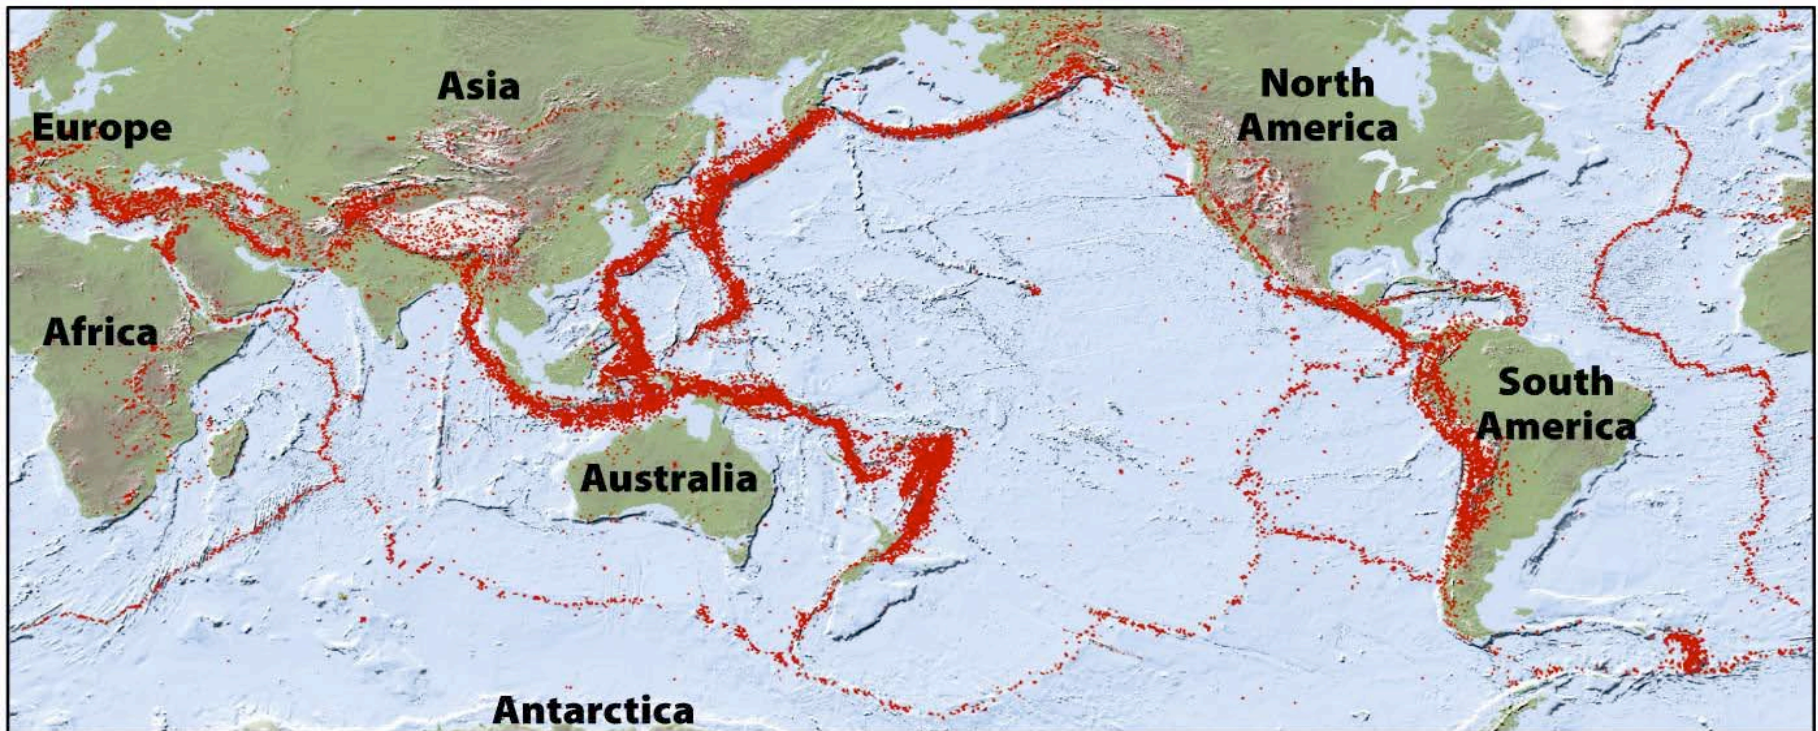 Asia
North
America
Europe
Africa
South
America
Australia
Antarctica